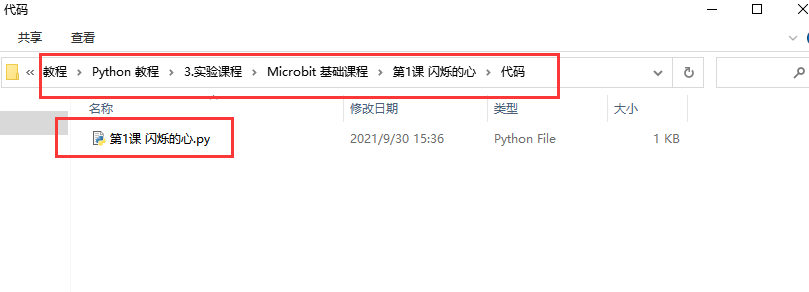 代码
共享 查看
« 教程 › Python 教程 › 3.实验课程 › Microbit 基础课程 › 第1课 闪烁的心 › 代码
名称 修改日期 类型 大小
第1课 闪烁的心.py 2021/9/30 15:36 Python File 1 KB